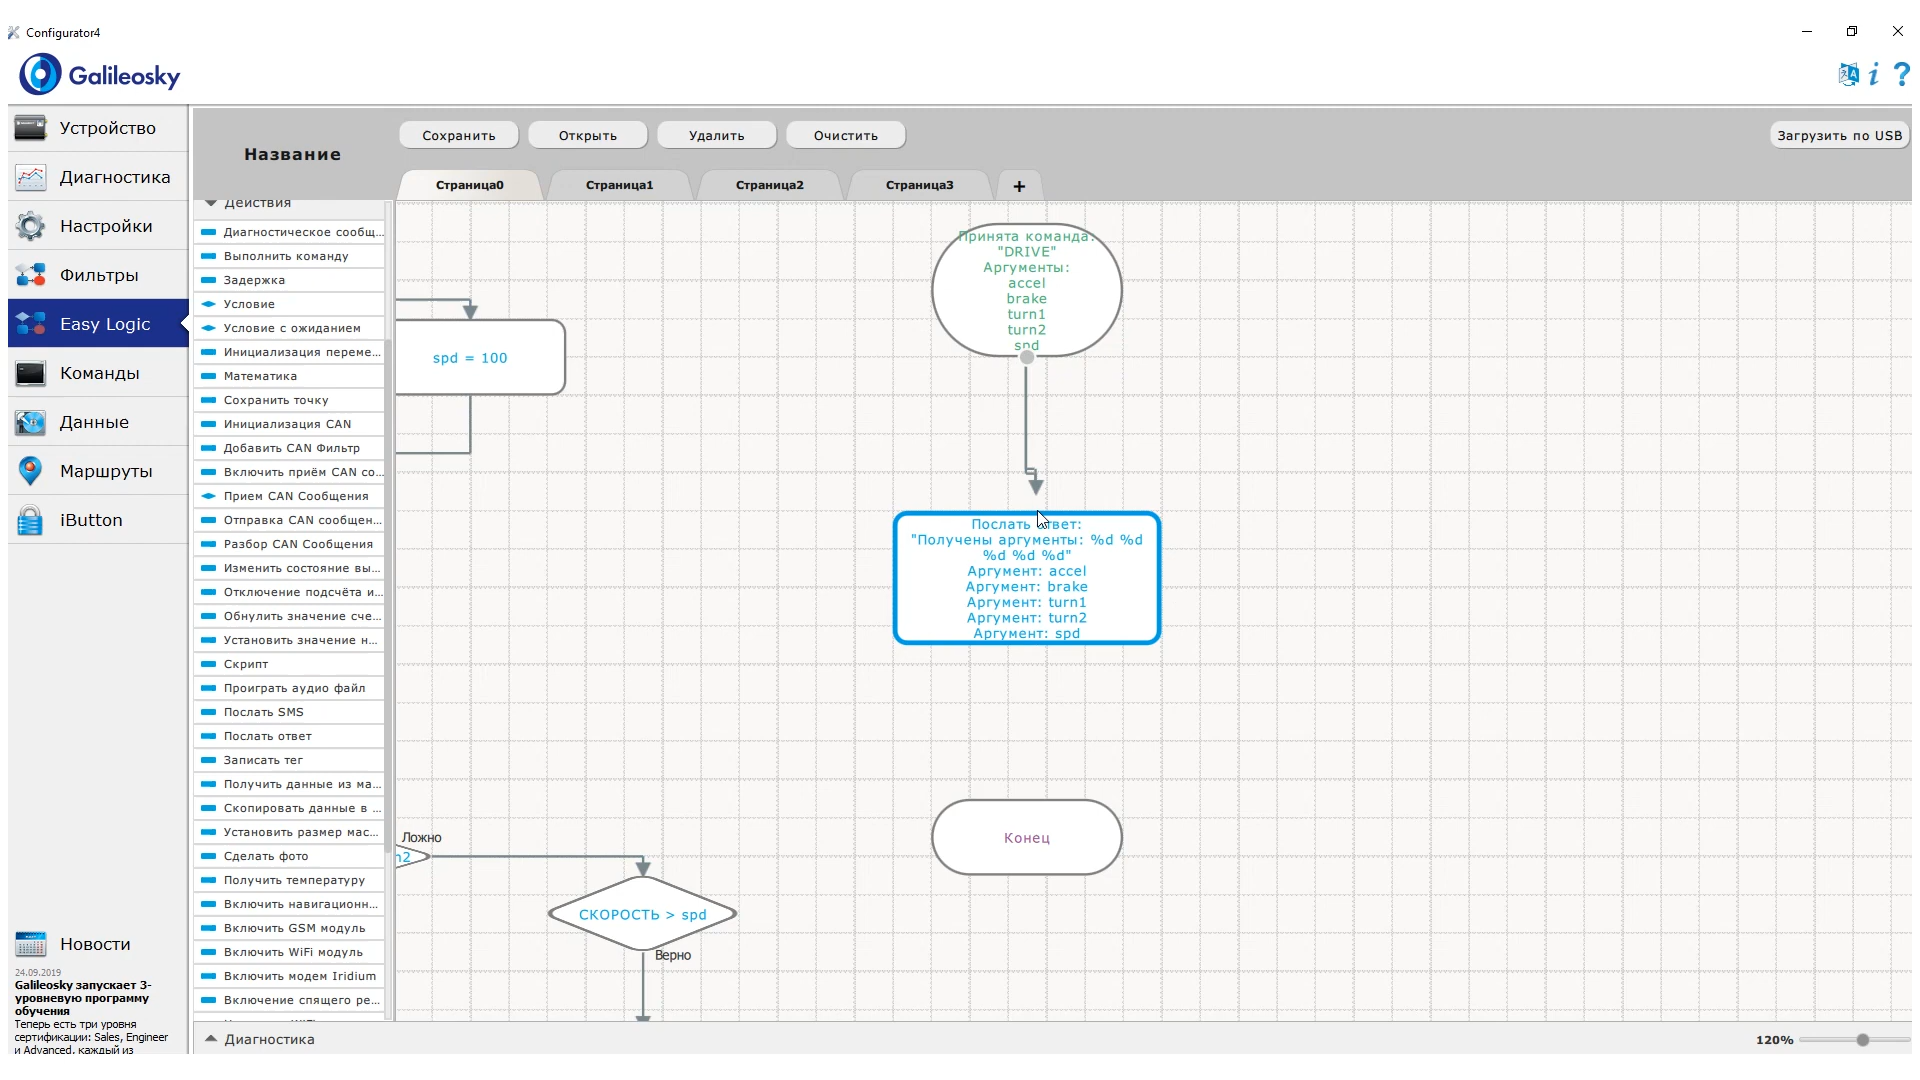 Configurator4
Galileosky
Устройство
Диагностика
Настройки
Фильтры
Easy Logic
Команды
Данные
Маршруты
iButton
Новости
24.09.2019
Galileosky запускает 3-
уровневую программу
обучения
Теперь есть три уровня
сертификации: Sales, Engineer
и Advanced, каждый из
Название
Сохранить
Открыть
Удалить
Очистить
Загрузить по USB
Страница0
Страница1
Страница2
Страница3
+
Действия
Диагностическое сообщ...
Выполнить команду
Задержка
Условие
Условие с ожиданием
Инициализация переме...
Математика
Сохранить точку
Инициализация CAN
Добавить CAN Фильтр
Включить приём CAN со...
Прием CAN Сообщения
Отправка CAN сообщен...
Разбор CAN Сообщения
Изменить состояние вы...
Отключение подсчёта и...
Обнулить значение сче...
Установить значение н...
Скрипт
Проиграть аудио файл
Послать SMS
Послать ответ
Записать тег
Получить данные из ма...
Скопировать данные в ...
Установить размер мас...
Сделать фото
Получить температуру
Включить навигационн...
Включить GSM модуль
Включить WiFi модуль
Включить модем Iridium
Включение спящего ре...
spd = 100
Принята команда:
"DRIVE"
Аргументы:
accel
brake
turn1
turn2
spd
Послать ответ:
"Получены аргументы: %d %d
%d %d %d"
Аргумент: accel
Аргумент: brake
Аргумент: turn1
Аргумент: turn2
Аргумент: spd
Конец
Ложно
n2
СКОРОСТЬ > spd
Верно
Диагностика
120%